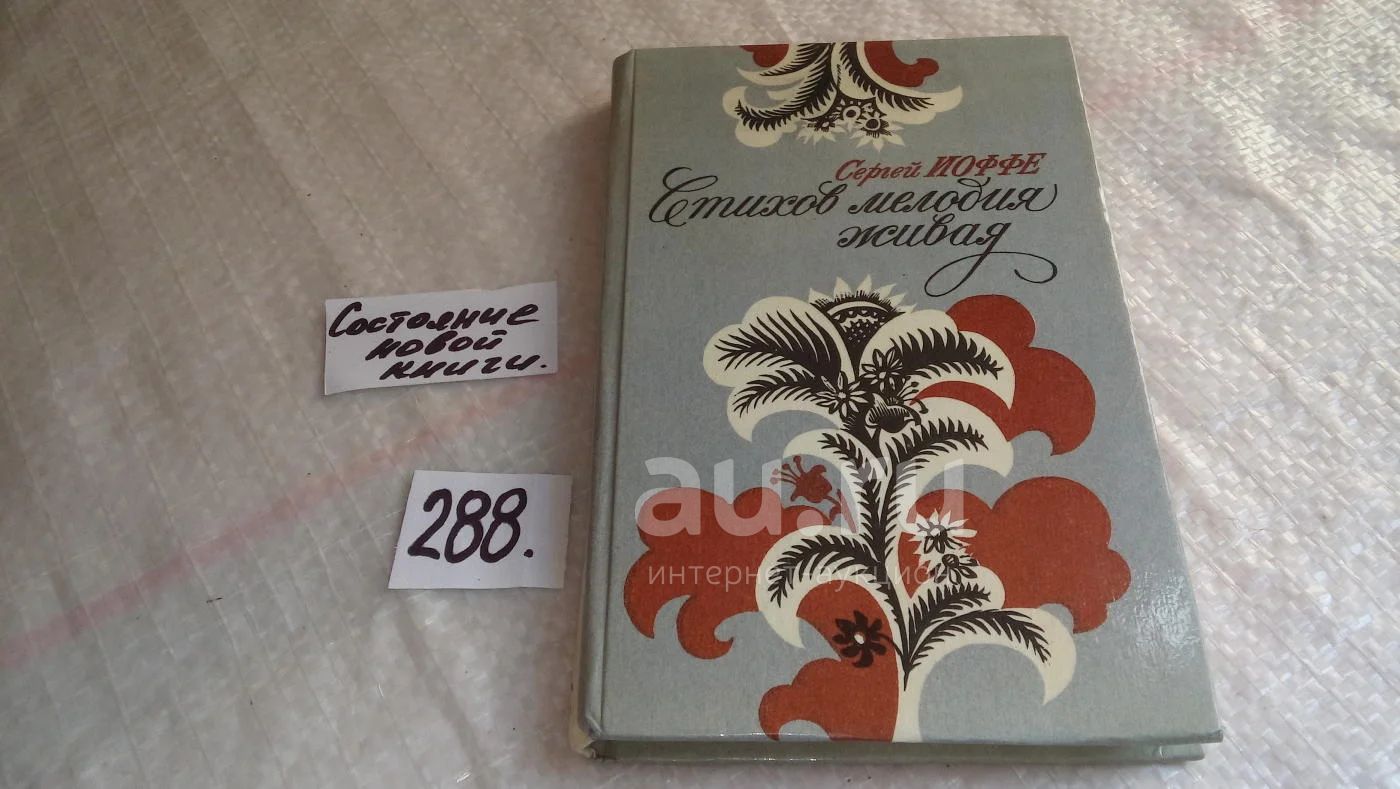 Сергей ИОФФЕ
Стихов мелодия
живая
Состояние
новой
книги.
288.
au.ru
интернет-аукцион